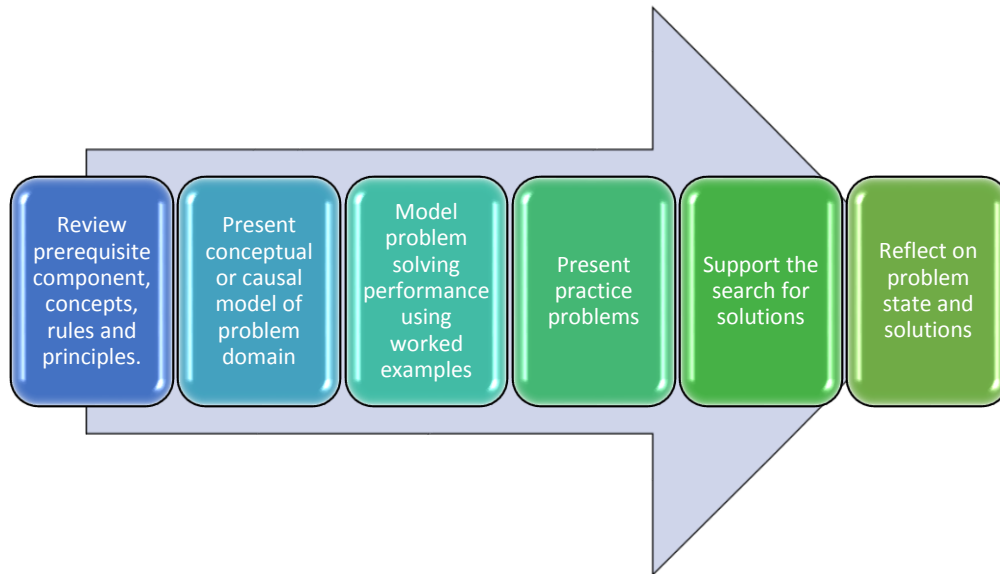 Review
prerequisite
component,
concepts,
rules and
principles.
Present
conceptual
or causal
model of
problem
domain
Model
problem
solving
performance
using
worked
examples
Present
practice
problems
Support the
search for
solutions
Reflect on
problem
state and
solutions